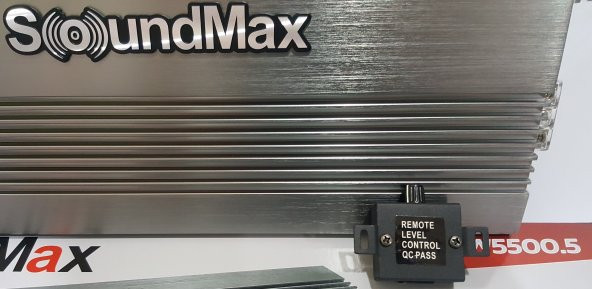 SoundMax
REMOTE
LEVEL
CONTROL
QC-PASS
Max
5500.5